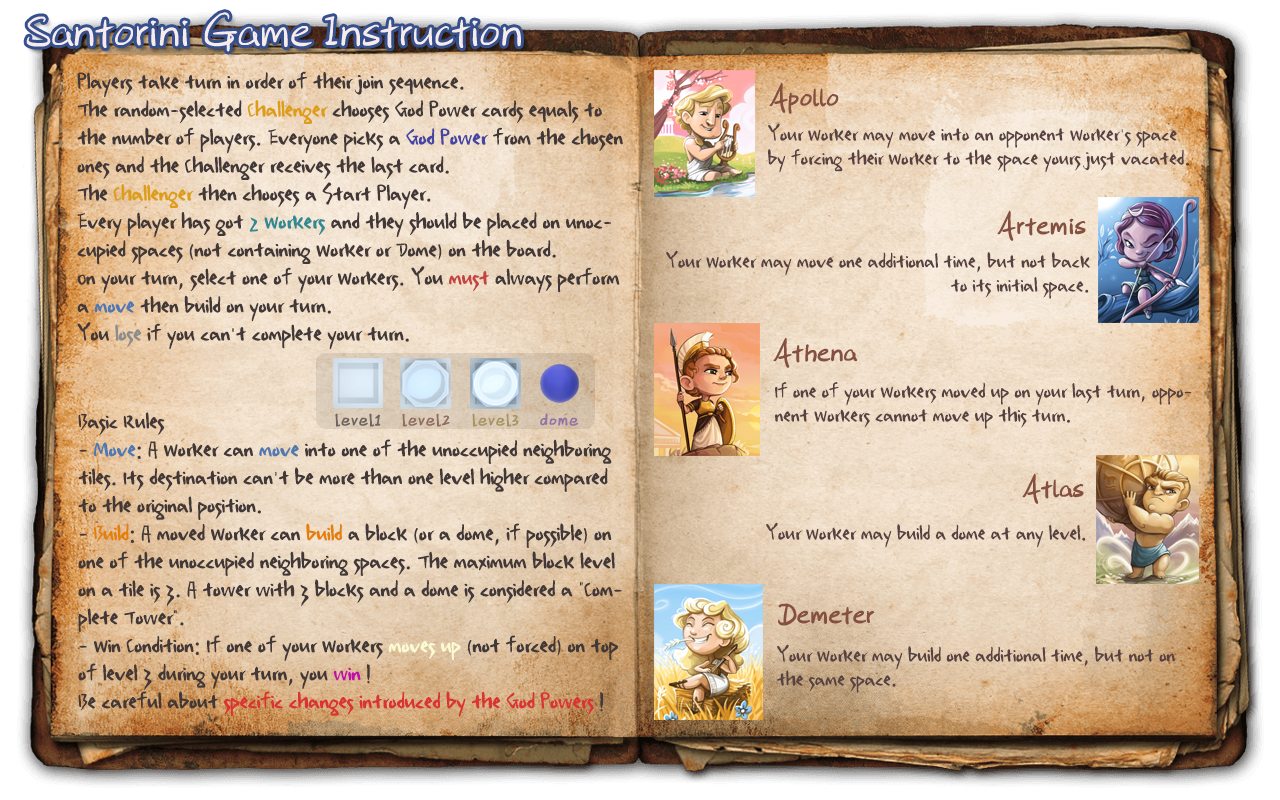 Santorini Game Instruction
Players take turn in order of their join sequence.
The random-selected Challenger chooses God Power cards equals to
the number of players. Everyone picks a God Power from the chosen
ones and the Challenger receives the last card.
The Challenger then chooses a Start Player.
Every player has got 2 Workers and they should be placed on unoc-
cupied spaces (not containing Worker or Dome) on the board.
On your turn, select one of your Workers. You must always perform
a move then build on your turn.
You lose if you can't complete your turn.
level1 level2 level3 dome
Basic Rules
- Move: A Worker can move into one of the unoccupied neighboring
tiles. Its destination can't be more than one level higher compared
to the original position.
- Build: A moved Worker can build a block (or a dome, if possible) on
one of the unoccupied neighboring spaces. The maximum block level
on a tile is 3. A tower with 3 blocks and a dome is considered a "Com-
plete Tower".
- Win Condition: If one of your Workers moves up (not forced) on top
of level 3 during your turn, you win !
Be careful about specific changes introduced by the God Powers !
Apollo
Your Worker may move into an opponent Worker's space
by forcing their Worker to the space yours just vacated.
Artemis
Your Worker may move one additional time, but not back
to its initial space.
Athena
If one of your Workers moved up on your last turn, oppo-
nent Workers cannot move up this turn.
Atlas
Your Worker may build a dome at any level.
Demeter
Your Worker may build one additional time, but not on
the same space.